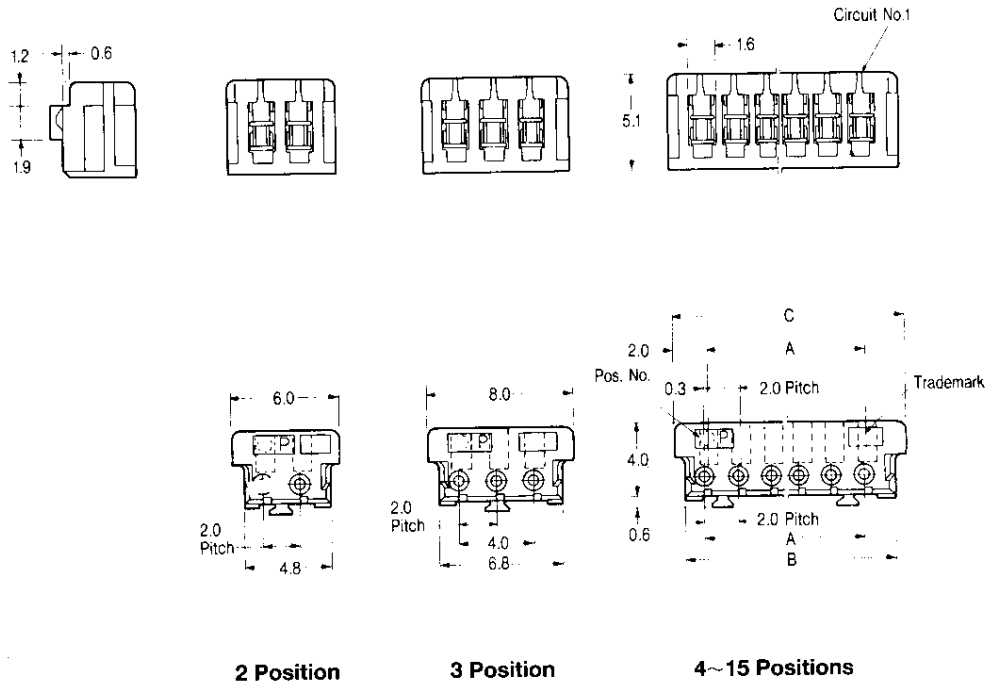 Circuit No.1
1.2
0.6
1.6
5.1
1.9
C
2.0
A
Pos. No.
0.3
2.0 Pitch
Trademark
6.0
8.0
P
P
P
4.0
2.0
Pitch
2.0
Pitch
4.0
0.6
2.0 Pitch
A
4.8
6.8
B
2 Position
3 Position
4~15 Positions